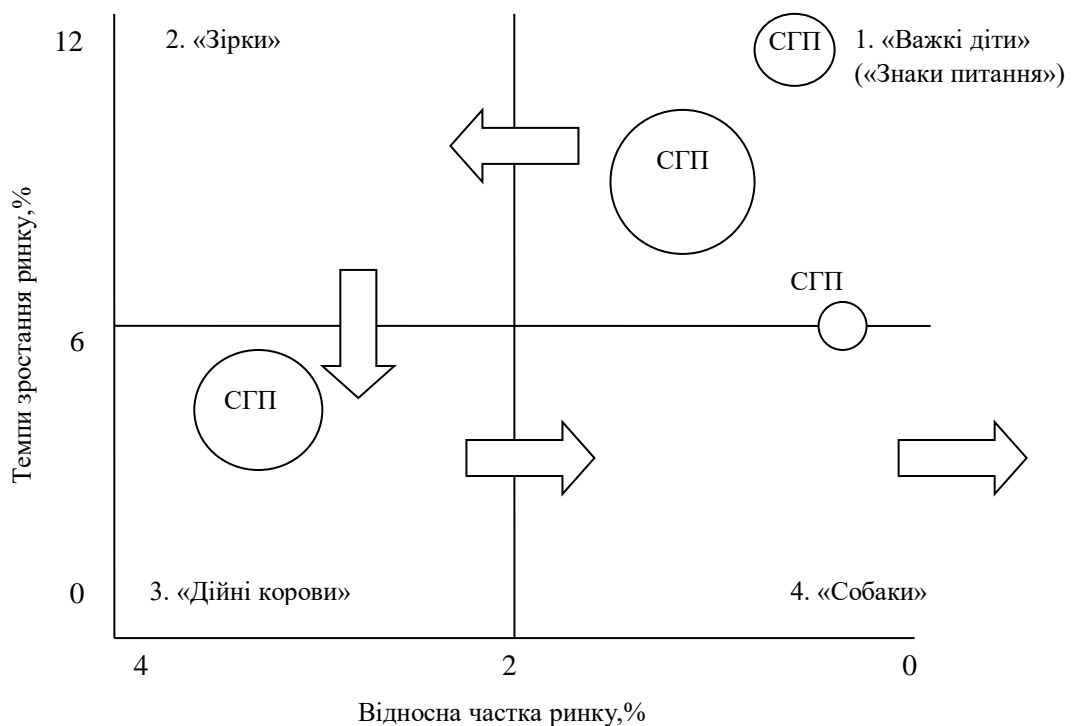 12
2. «Зірки»
СГП
1. «Важкі діти»
(«Знаки питання»)
СГП
СГП
Темпи зростання ринку,%
6
СГП
0
3. «Дійні корови»
4. «Собаки»
4
2
0
Відносна частка ринку,%